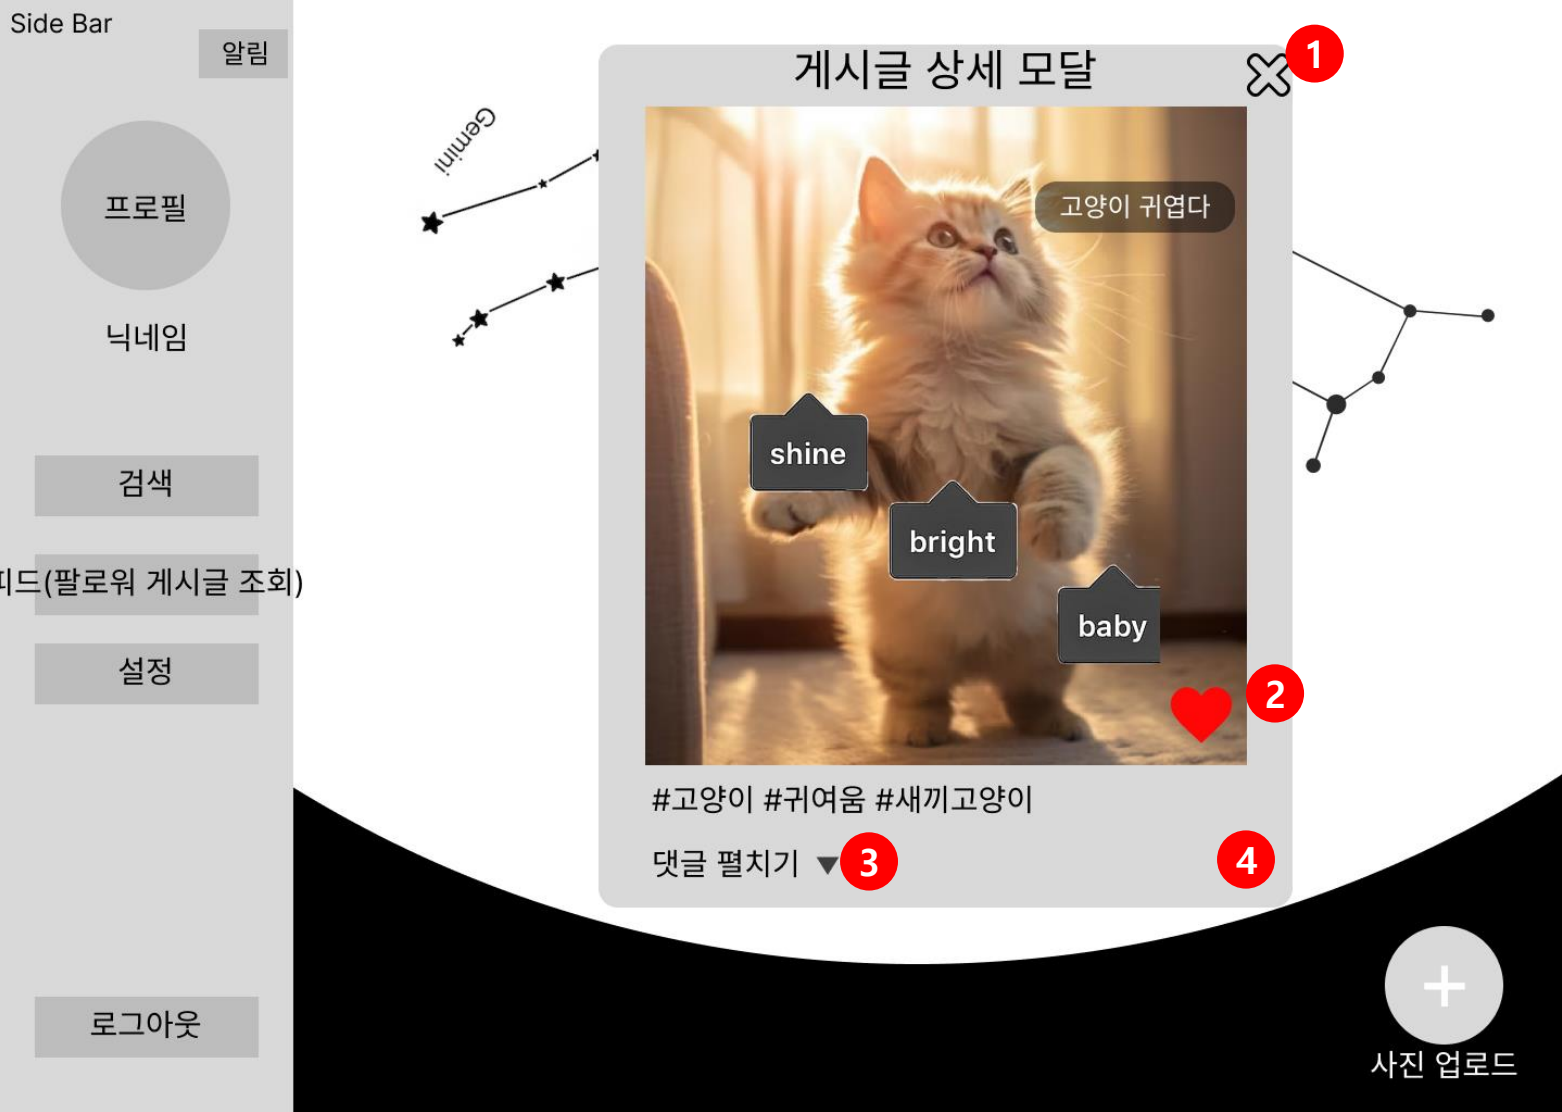 Side Bar
알림
프로필
닉네임
검색
피드(팔로워 게시글 조회)
설정
로그아웃
Gemini
게시글 상세 모달
1
고양이 귀엽다
shine
bright
baby
2
#고양이 #귀여움 #새끼고양이
댓글 펼치기 ▼
3
4
+
사진 업로드